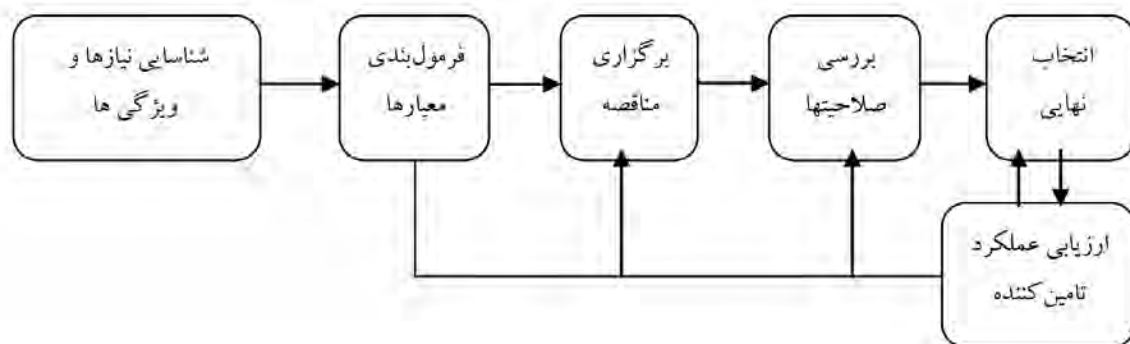 شناسایی نیازها و
ویژگی ها
فرمول‌بندی
معیارها
برگزاری
مناقصه
بررسی
صلاحیتها
انتخاب
نهایی
ارزیابی عملکرد
تامین‌کننده